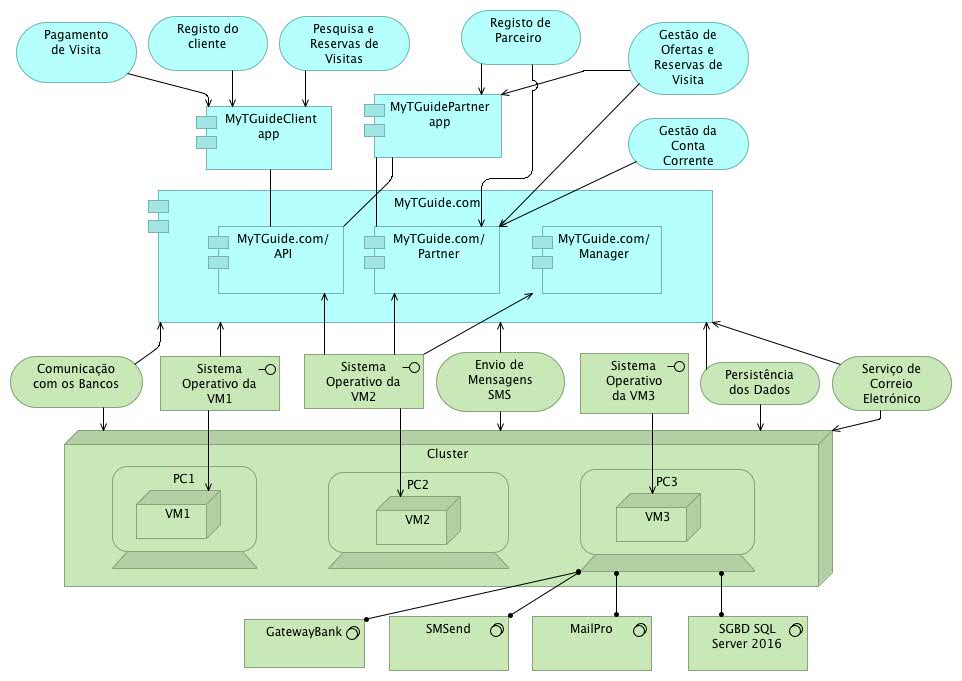 Pagamento
de Visita
Registo do
cliente
Pesquisa e
Reservas de
Visitas
Registo de
Parceiro
Gestão de
Ofertas e
Reservas de
Visita
MyTGuideClient
app
MyTGuidePartner
app
Gestão da
Conta
Corrente
MyTGuide.com
MyTGuide.com/
API
MyTGuide.com/
Partner
MyTGuide.com/
Manager
Comunicação
com os Bancos
Sistema
Operativo da
VM1
Sistema
Operativo da
VM2
Envio de
Mensagens
SMS
Sistema
Operativo
da VM3
Persistência
dos Dados
Serviço de
Correio
Eletrónico
Cluster
PC1
VM1
PC2
VM2
PC3
VM3
GatewayBank
SMSend
MailPro
SGBD SQL
Server 2016